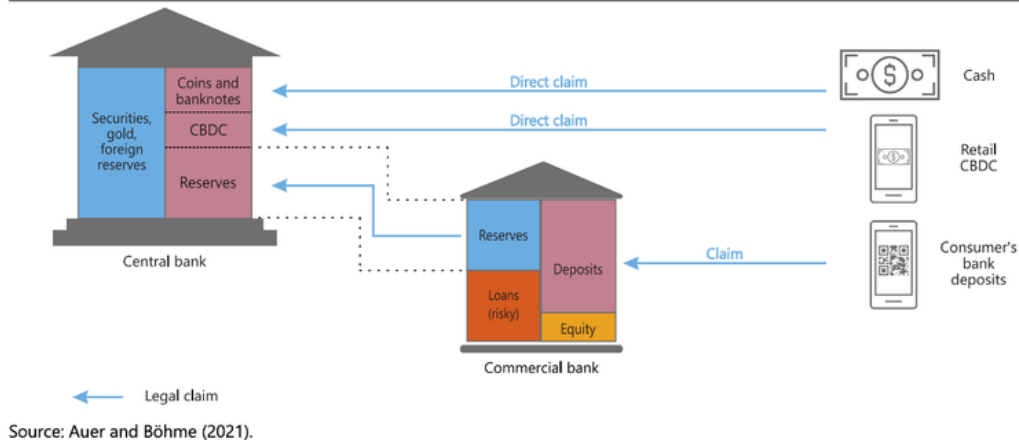 Coins and
banknotes
CBDC
Reserves
Securities,
gold,
foreign
reserves
Central bank
Direct claim
Direct claim
Cash
Retail
CBDC
Reserves
Loans
(risky)
Deposits
Equity
Commercial bank
Claim
Consumer's
bank
deposits
Legal claim
Source: Auer and Böhme (2021).